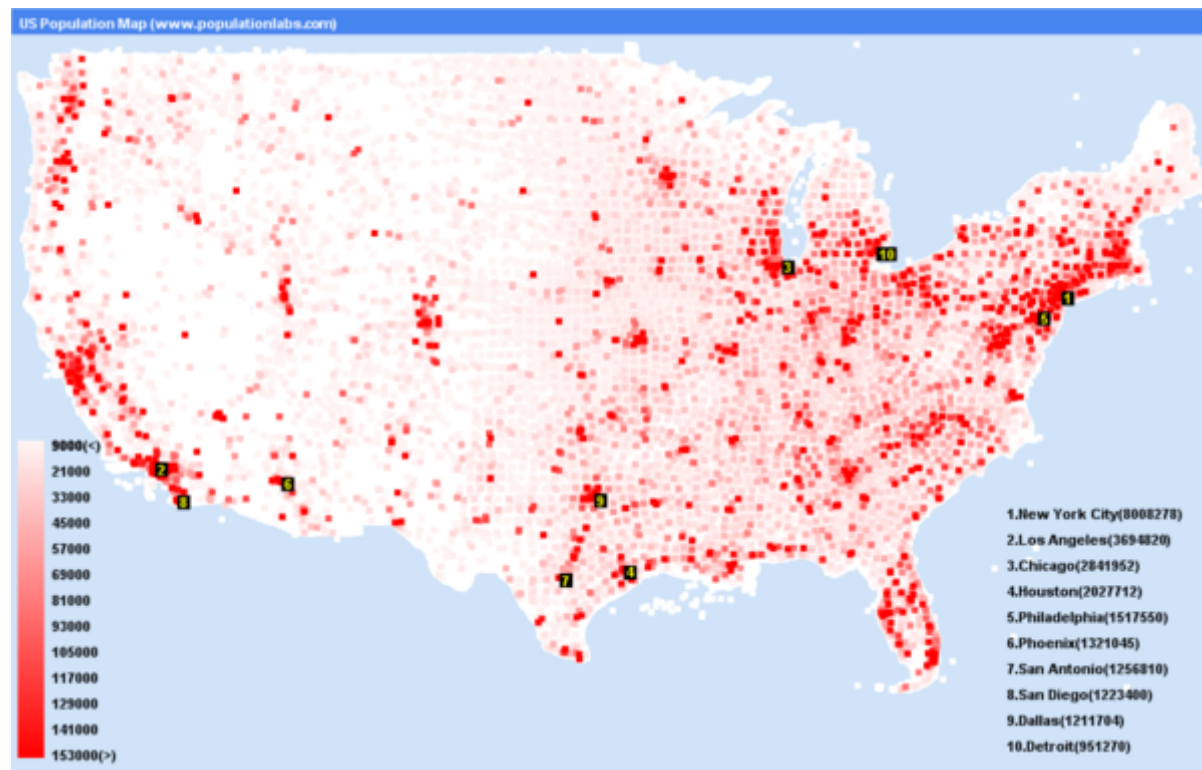 US Population Map (www.populationlabs.com)
10
3
1
5
2
8
6
9
7
4
9000(<)
21000
33000
45000
57000
69000
81000
93000
105000
117000
129000
141000
153000(>)
1.New York City(8008278)
2.Los Angeles(3694820)
3.Chicago(2841952)
4.Houston(2027712)
5.Philadelphia(1517550)
6.Phoenix(1321045)
7.San Antonio(1256810)
8.San Diego(1223400)
9.Dallas(1211704)
10.Detroit(951270)